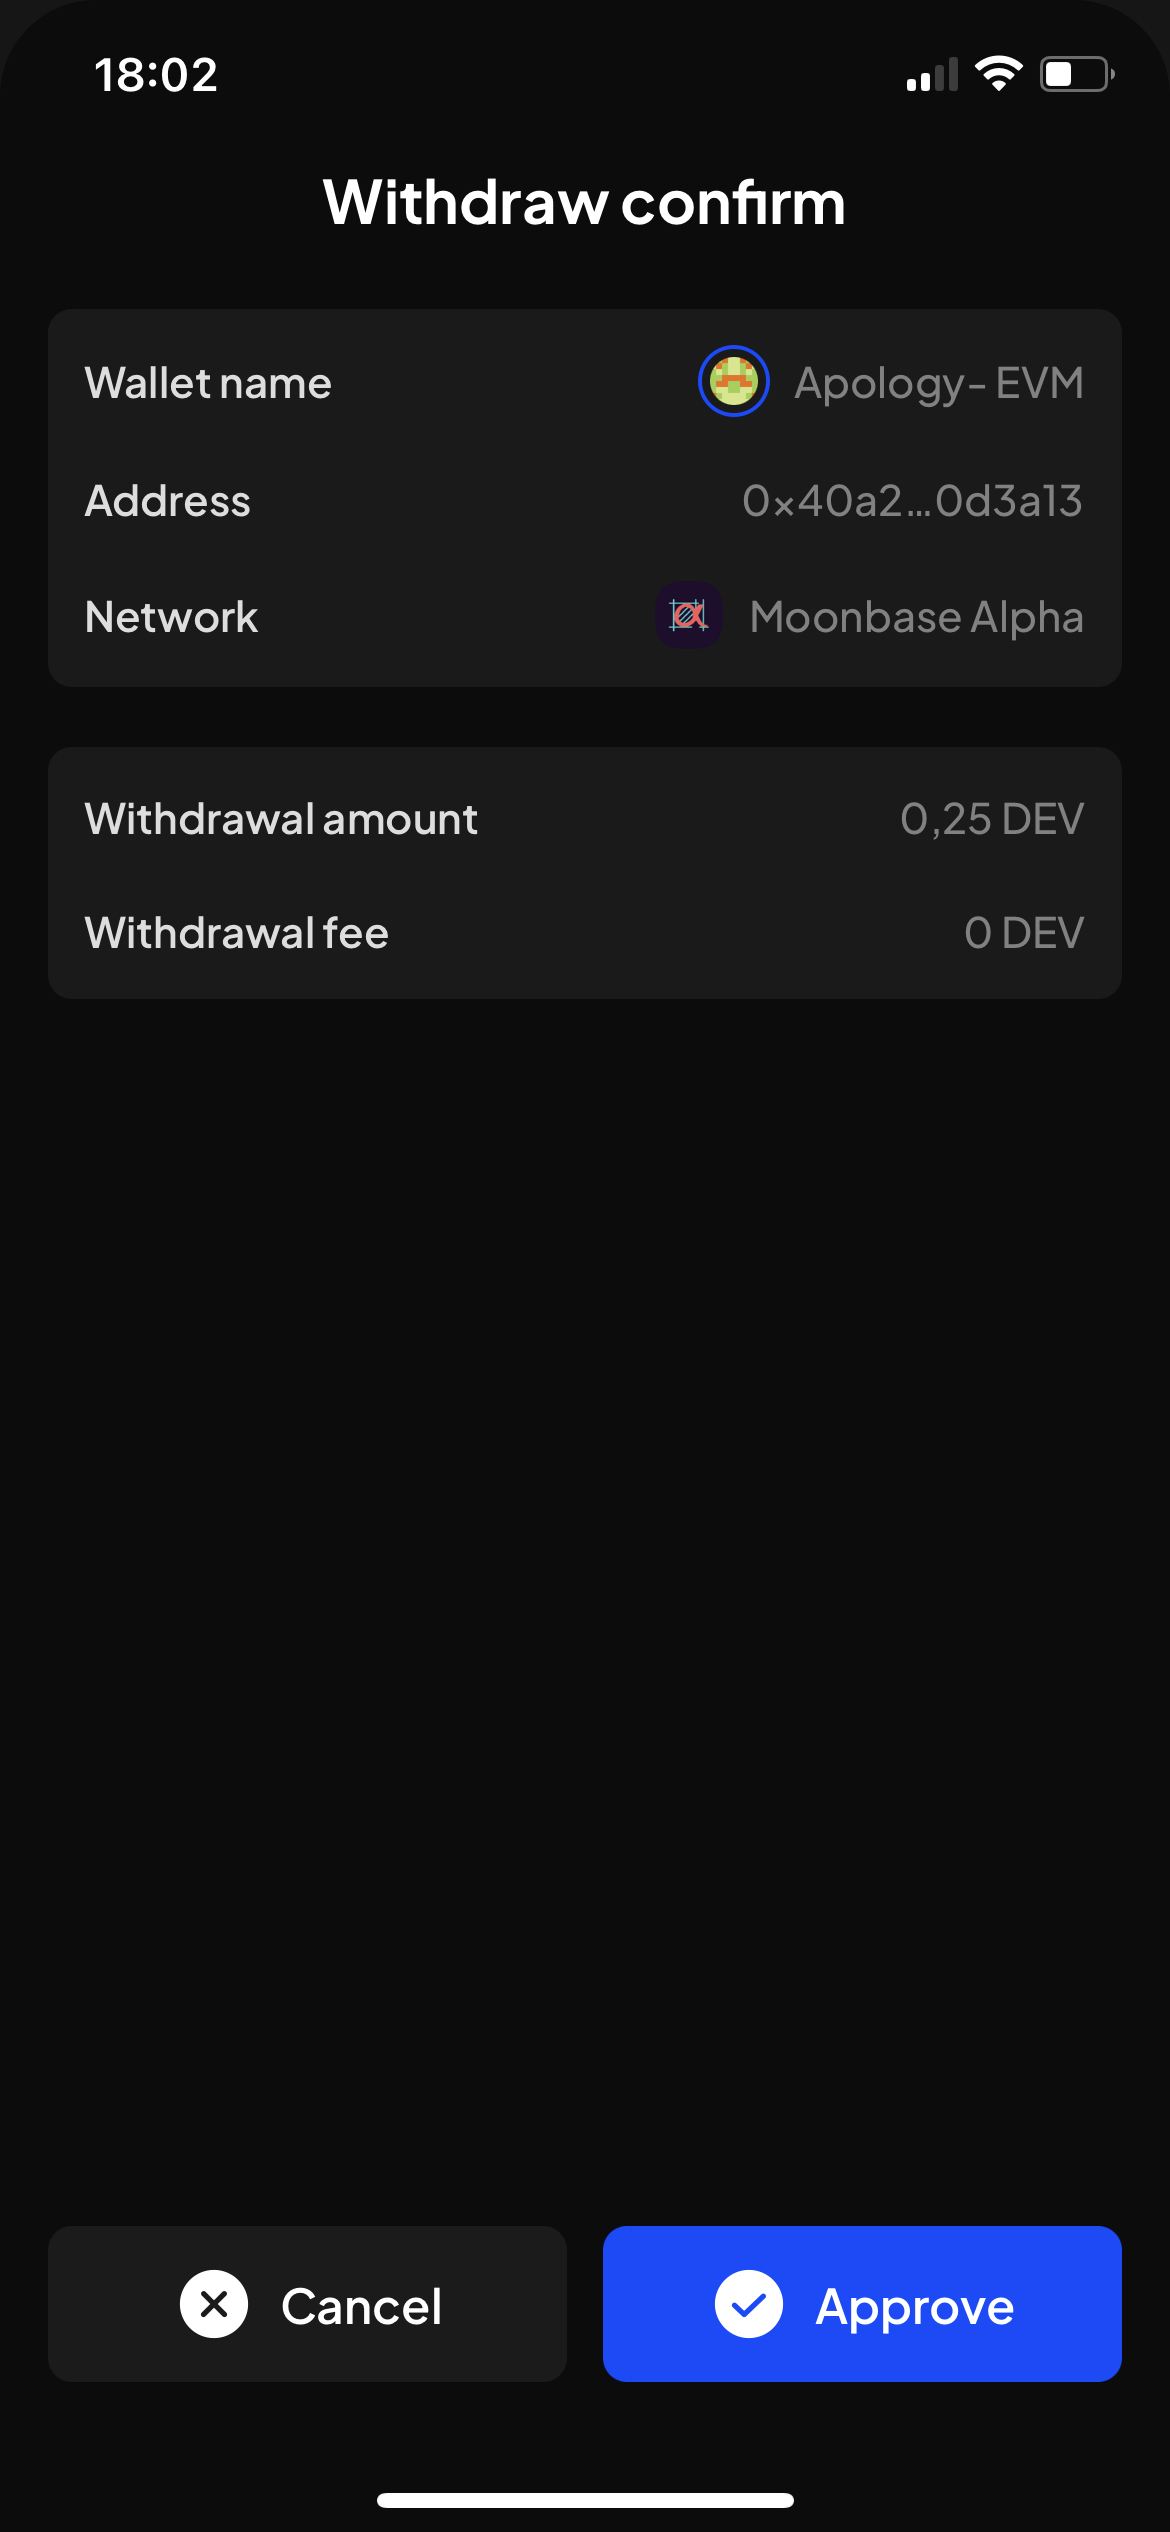 18:02
Withdraw confirm
Wallet name Apology- EVM
Address 0x40a2...0d3a13
Network Moonbase Alpha
Withdrawal amount 0,25 DEV
Withdrawal fee 0 DEV
Cancel Approve